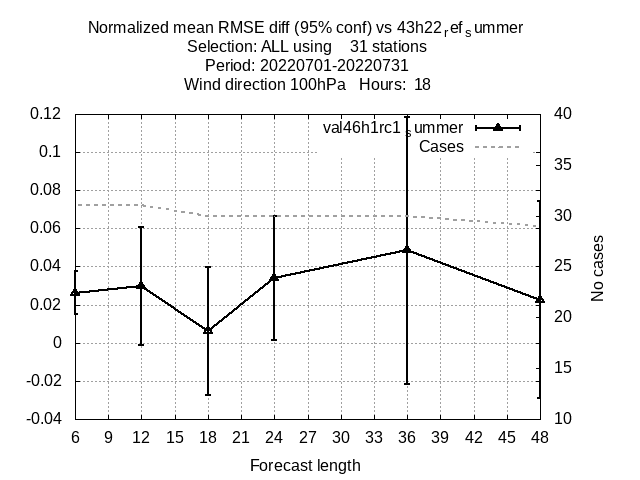 Normalized mean RMSE diff (95% conf) vs 43h22ref summer
Selection: ALL using 31 stations
Period: 20220701-20220731
Wind direction 100hPa Hours: 18
val46h1rc1summer
Cases
0.12
0.1
0.08
0.06
0.04
0.02
0
-0.02
-0.04
40
35
30
25
20
15
10
No cases
6 9 12 15 18 21 24 27 30 33 36 39 42 45 48
Forecast length